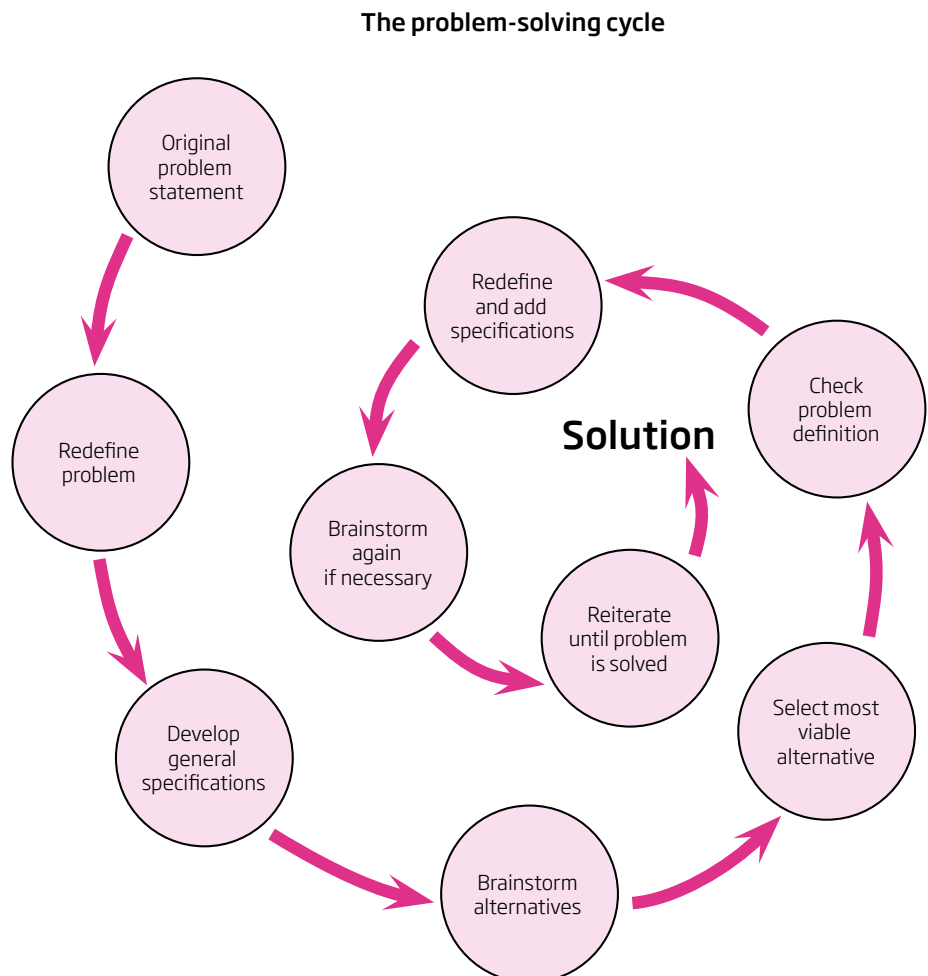 The problem-solving cycle
Original
problem
statement
Redefine
problem
Develop
general
specifications
Brainstorm
alternatives
Select most
viable
alternative
Check
problem
definition
Redefine
and add
specifications
Brainstorm
again
if necessary
Reiterate
until problem
is solved
Solution